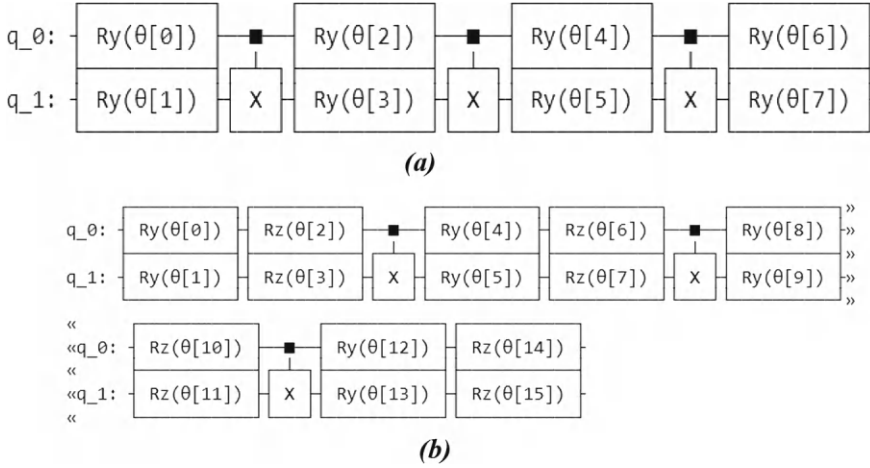 q_0: Ry(θ[0]) Ry(θ[2]) Ry(θ[4]) Ry(θ[6])
q_1: Ry(θ[1]) X Ry(θ[3]) X Ry(θ[5]) X Ry(θ[7])
(a)
»
q_0: Ry(θ[0]) Rz(θ[2]) Ry(θ[4]) Rz(θ[6]) Ry(θ[8]) »
»
q_1: Ry(θ[1]) Rz(θ[3]) X Ry(θ[5]) Rz(θ[7]) X Ry(θ[9]) »
»
«
«q_0: Rz(θ[10]) Ry(θ[12]) Rz(θ[14])
«
«q_1: Rz(θ[11]) X Ry(θ[13]) Rz(θ[15])
«
(b)